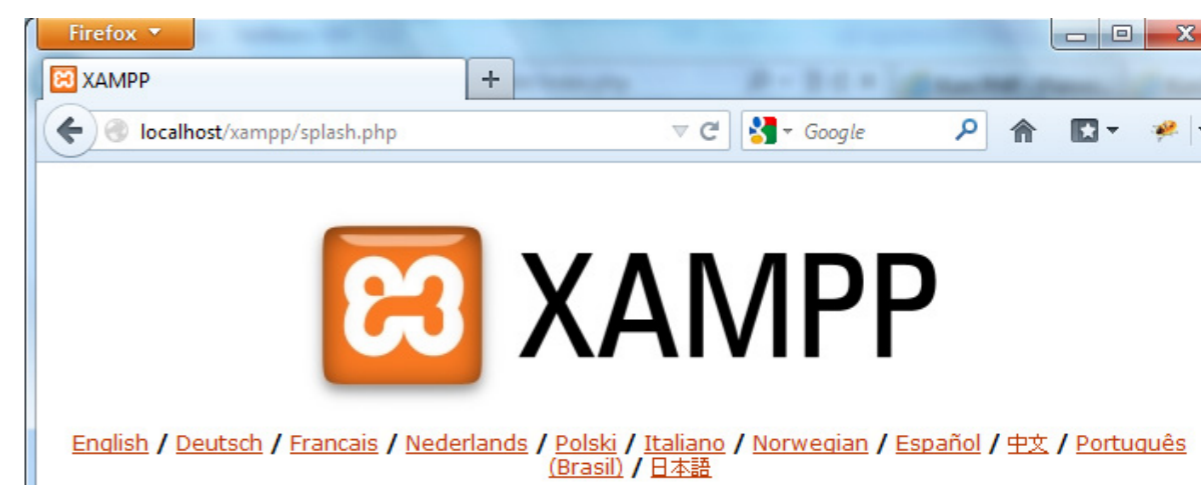 Firefox
XAMPP
localhost/xampp/splash.php
Google
XAMPP
English / Deutsch / Francais / Nederlands / Polski / Italiano / Norwegian / Español / 中文 / Português
(Brasil) / 日本語